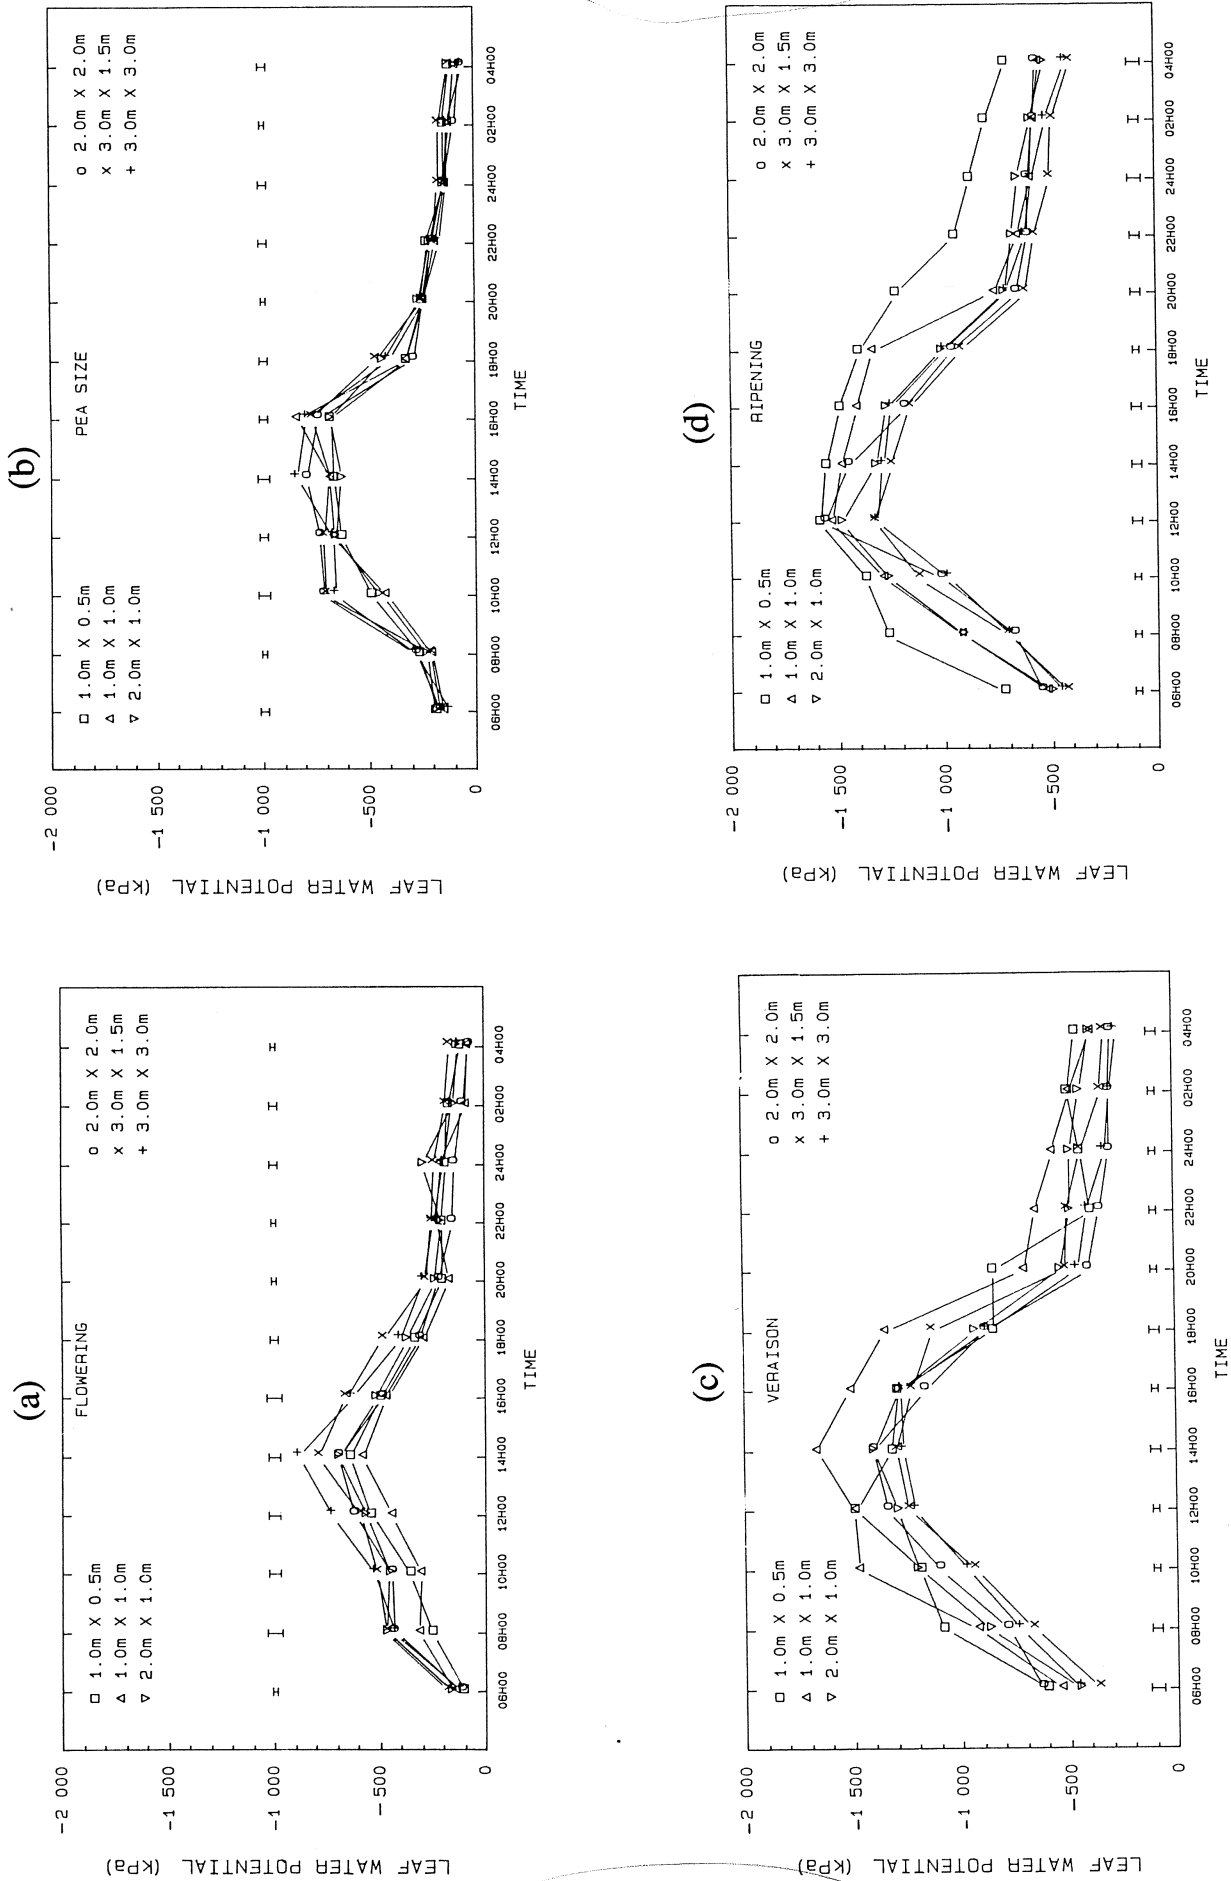 (a)
FLOWERING
□ 1.0m X 0.5m
△ 1.0m X 1.0m
▽ 2.0m X 1.0m
o 2.0m X 2.0m
x 3.0m X 1.5m
+ 3.0m X 3.0m
LEAF WATER POTENTIAL (kPa)
-2 000
-1 500
-1 000
-500
0
06H00 08H00 10H00 12H00 14H00 16H00 18H00 20H00 22H00 24H00 02H00 04H00
TIME
(b)
PEA SIZE
□ 1.0m X 0.5m
△ 1.0m X 1.0m
▽ 2.0m X 1.0m
o 2.0m X 2.0m
x 3.0m X 1.5m
+ 3.0m X 3.0m
LEAF WATER POTENTIAL (kPa)
-2 000
-1 500
-1 000
-500
0
06H00 08H00 10H00 12H00 14H00 16H00 18H00 20H00 22H00 24H00 02H00 04H00
TIME
(c)
VERAISON
□ 1.0m X 0.5m
△ 1.0m X 1.0m
▽ 2.0m X 1.0m
o 2.0m X 2.0m
x 3.0m X 1.5m
+ 3.0m X 3.0m
LEAF WATER POTENTIAL (kPa)
-2 000
-1 500
-1 000
-500
0
06H00 08H00 10H00 12H00 14H00 16H00 18H00 20H00 22H00 24H00 02H00 04H00
TIME
(d)
RIPENING
□ 1.0m X 0.5m
△ 1.0m X 1.0m
▽ 2.0m X 1.0m
o 2.0m X 2.0m
x 3.0m X 1.5m
+ 3.0m X 3.0m
LEAF WATER POTENTIAL (kPa)
-2 000
-1 500
-1 000
-500
0
06H00 08H00 10H00 12H00 14H00 16H00 18H00 20H00 22H00 24H00 02H00 04H00
TIME